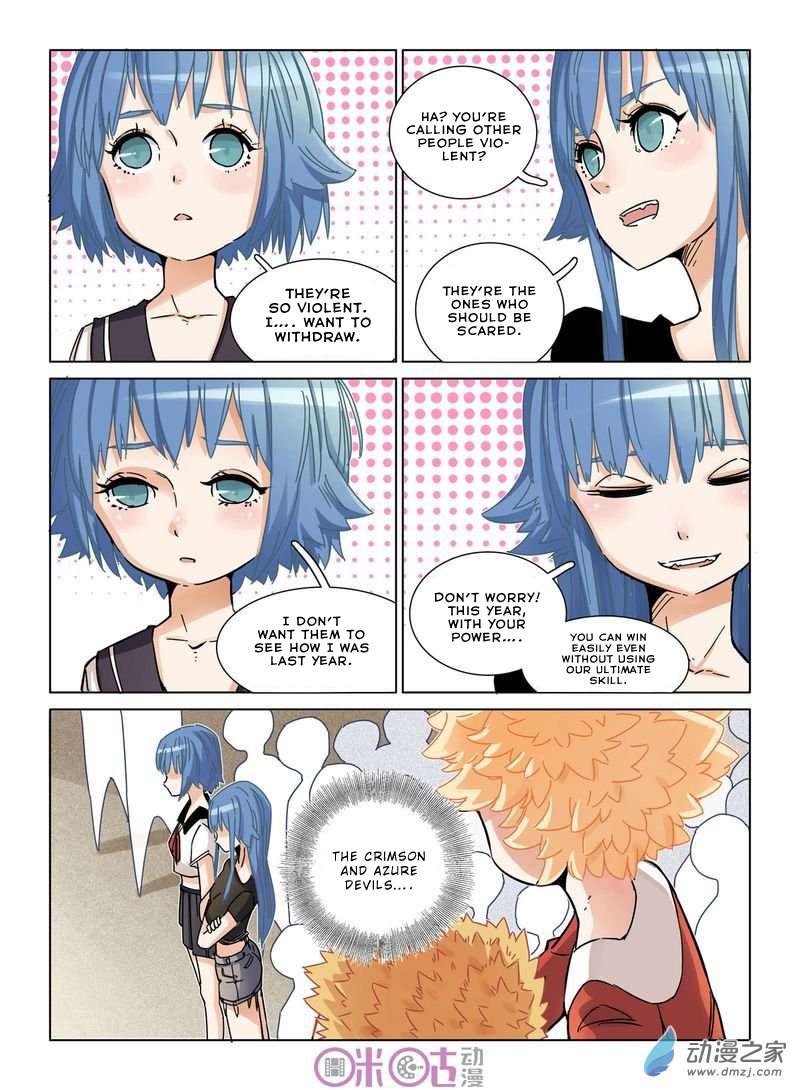 THEY'RE
SO VIOLENT.
I.... WANT TO
WITHDRAW.
HA? YOU'RE
CALLING OTHER
PEOPLE VIO-
LENT?
THEY'RE THE
ONES WHO
SHOULD BE
SCARED.
I DON'T
WANT THEM TO
SEE HOW I WAS
LAST YEAR.
DON'T WORRY!
THIS YEAR,
WITH YOUR
POWER....
YOU CAN WIN
EASILY EVEN
WITHOUT USING
OUR ULTIMATE
SKILL.
THE CRIMSON
AND AZURE
DEVILS....
咪咕动漫
动漫之家
www.dmzj.com